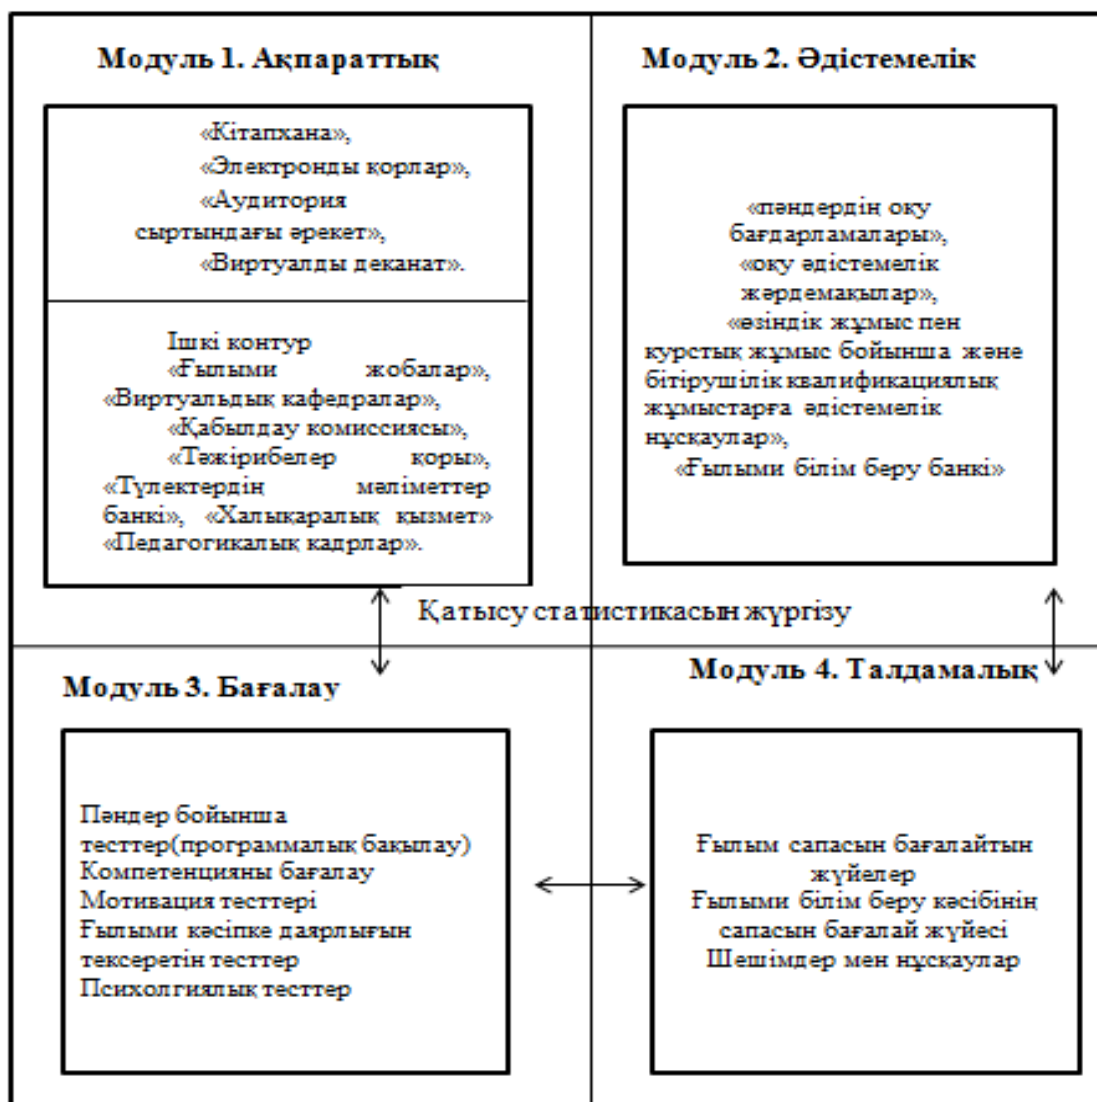 Модуль 1. Ақпараттық
«Кітапхана»,
«Электронды қорлар»,
«Аудитория
сыртындағы әрекет»,
«Виртуалды деканат».
Ішкі контур
«Ғылыми жобалар»,
«Виртуальдық кафедралар»,
«Қабылдау комиссиясы»,
«Тәжірибелер қоры»,
«Түлектердің мәліметтер
банкі», «Халықаралық қызмет»
«Педагогикалық кадрлар».
Модуль 2. Әдістемелік
«пәндердің оқу
бағдарламалары»,
«оқу әдістемелік
жәрдемақылар»,
«өзіндік жұмыс пен
курстық жұмыс бойынша және
бітірушілік квалификациялық
жұмыстарға әдістемелік
нұсқаулар»,
«Ғылыми білім беру банкі»
Қатысу статистикасын жүргізу
Модуль 3. Бағалау
Пәндер бойынша
тесттер(программалық бақылау)
Компетенцияны бағалау
Мотивация тесттері
Ғылыми кәсіпке даярлығын
тексеретін тесттер
Психолгиялық тесттер
Модуль 4. Талдамалық
Ғылым сапасын бағалайтын
жүйелер
Ғылыми білім беру кәсібінің
сапасын бағалай жүйесі
Шешімдер мен нұсқаулар